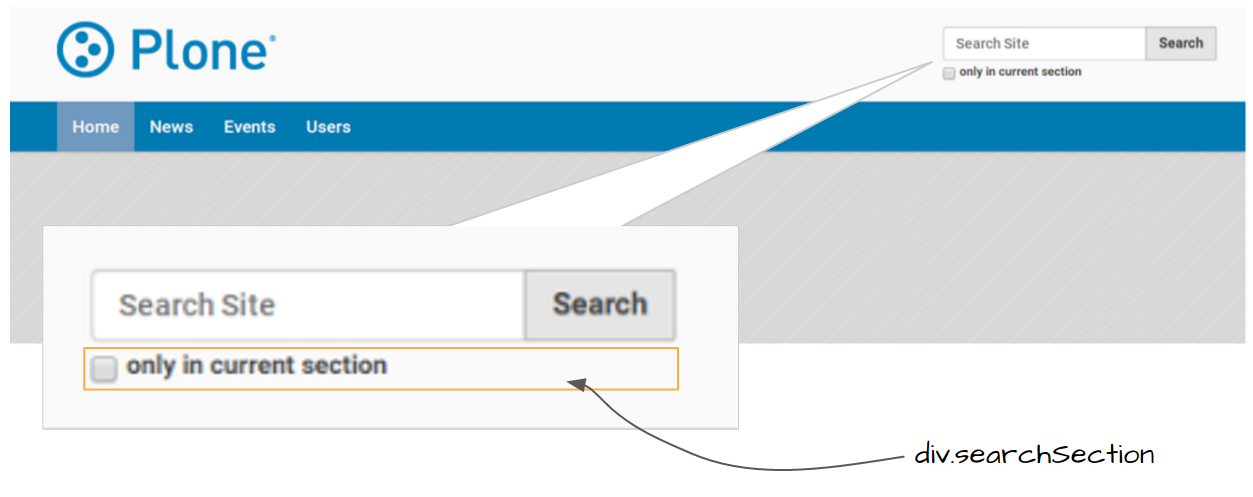 Plone®
Search Site
Search
only in current section
Home
News
Events
Users
Search Site
Search
only in current section
div.searchSection